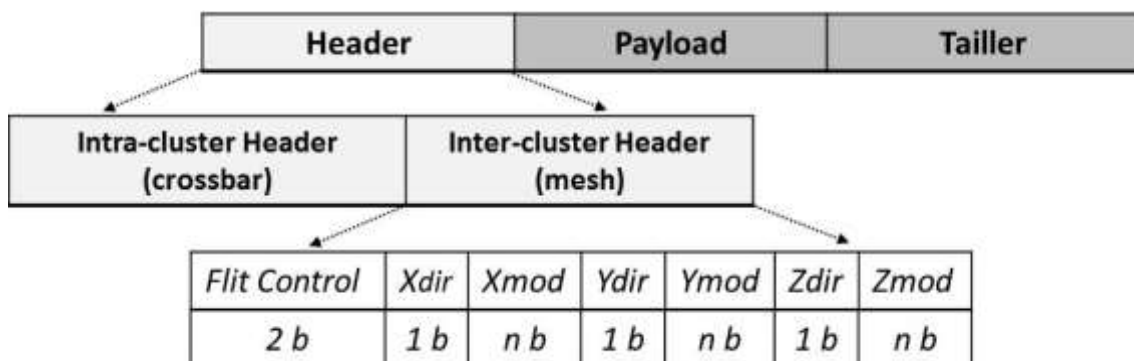 Header Payload Tailler
Intra-cluster Header Inter-cluster Header
(crossbar) (mesh)
Flit Control Xdir Xmod Ydir Ymod Zdir Zmod
2 b 1 b n b 1 b n b 1 b n b